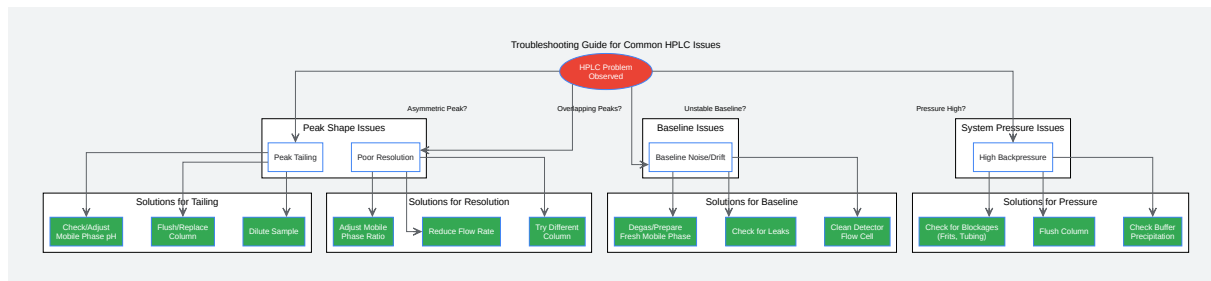 Troubleshooting Guide for Common HPLC Issues
HPLC Problem
Observed
Asymmetric Peak?
Overlapping Peaks?
Unstable Baseline?
Pressure High?
Peak Shape Issues
Baseline Issues
System Pressure Issues
Peak Tailing
Poor Resolution
Baseline Noise/Drift
High Backpressure
Solutions for Tailing
Solutions for Resolution
Solutions for Baseline
Solutions for Pressure
Check/Adjust
Mobile Phase pH
Flush/Replace
Column
Dilute Sample
Adjust Mobile
Phase Ratio
Reduce Flow Rate
Try Different
Column
Degas/Prepare
Fresh Mobile Phase
Check for Leaks
Clean Detector
Flow Cell
Check for Blockages
(Frits, Tubing)
Flush Column
Check Buffer
Precipitation